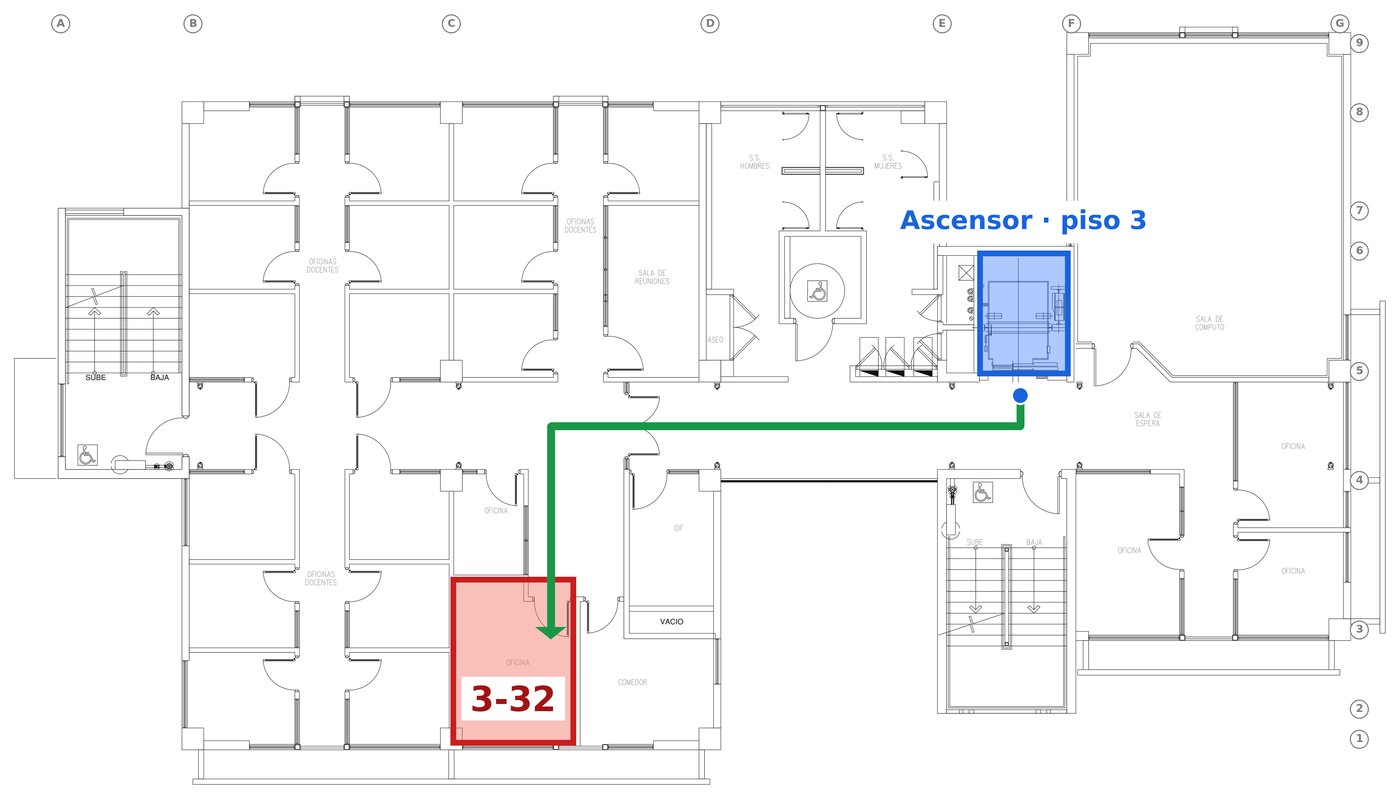 A B C D E F G
9
8
S.S.
HOMBRES
S.S.
MUJERES
7
Ascensor · piso 3
OFICINAS
DOCENTES
6
OFICINAS
DOCENTES
SALA DE
REUNIONES
SALA DE
COMPUTO
ASEO
5
SUBE BAJA
SALA DE
ESPERA
OFICINA
4
OFICINA
IDF
SUBE BAJA
OFICINA
OFICINA
OFICINAS
DOCENTES
VACIO
3
OFICINA
3-32
COMEDOR
2
1